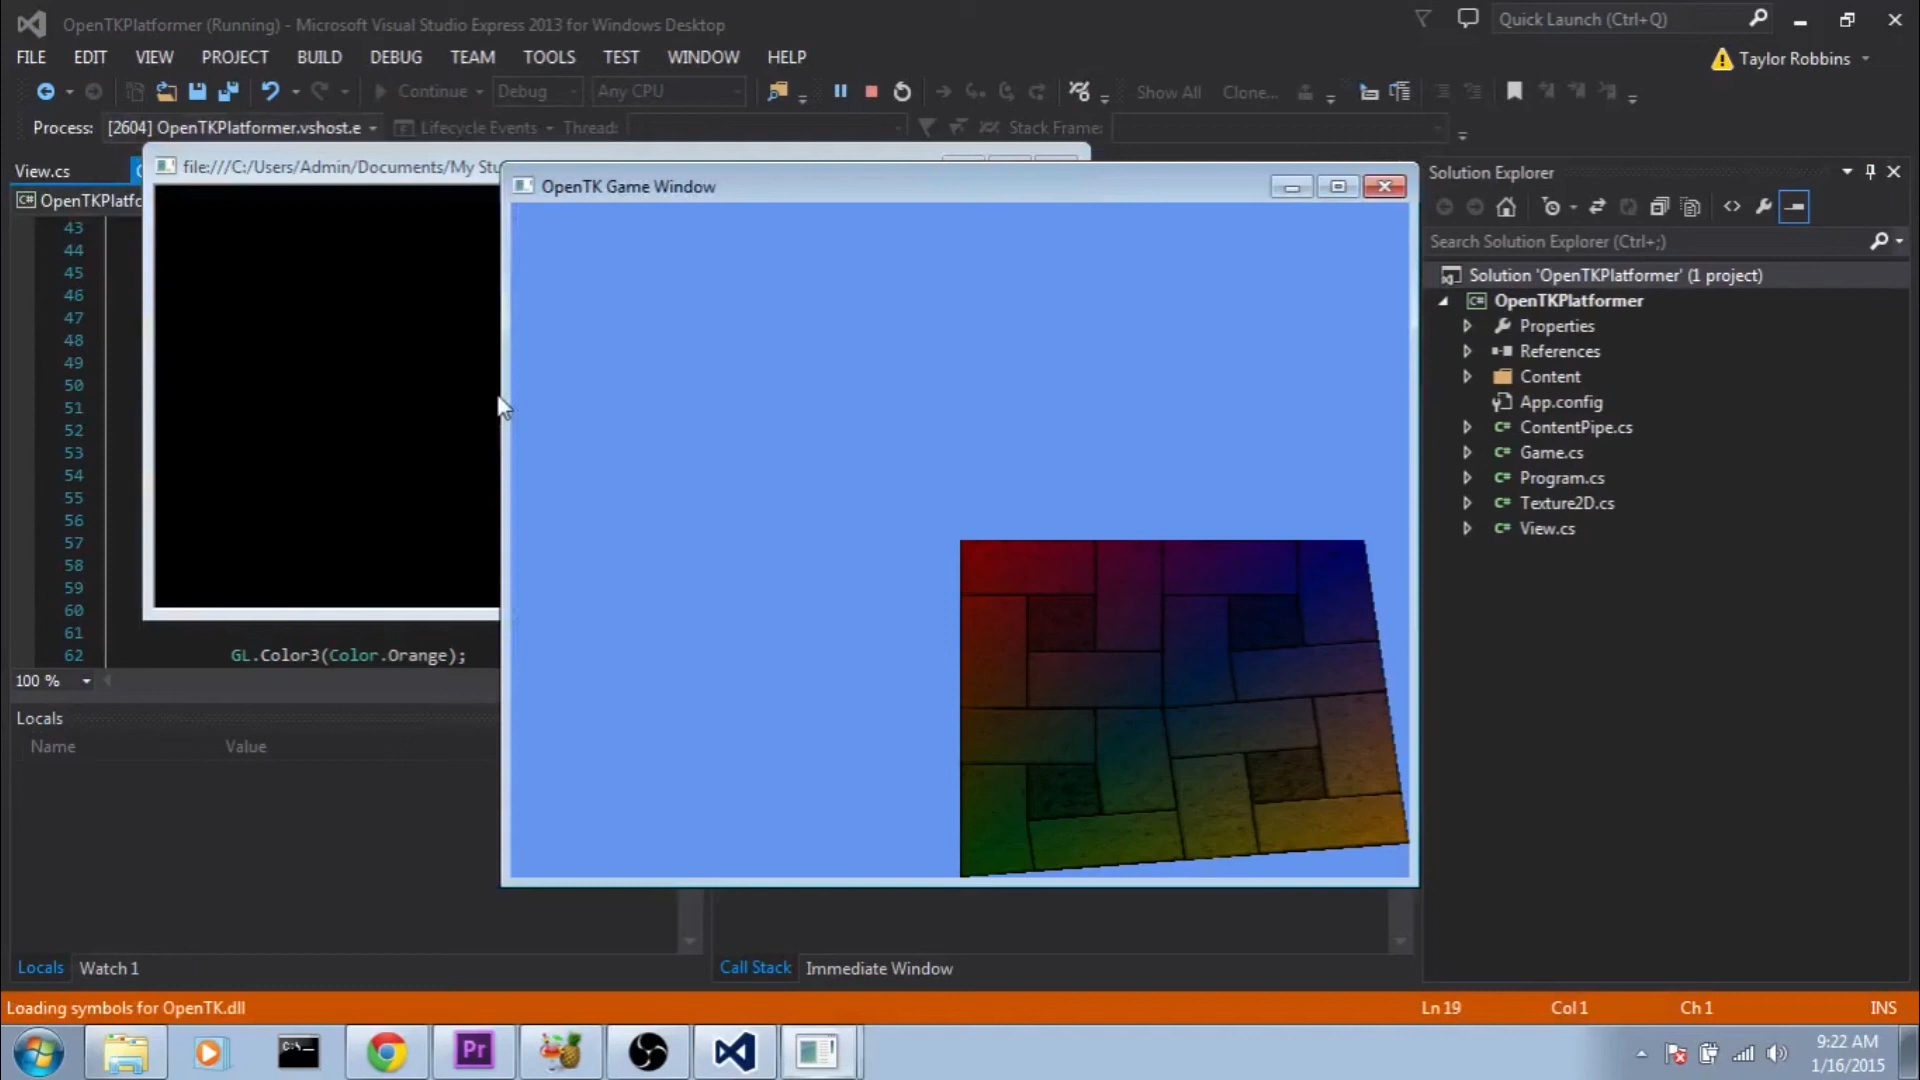 OpenTKPlatformer (Running) - Microsoft Visual Studio Express 2013 for Windows Desktop
Quick Launch (Ctrl+Q)
FILE EDIT VIEW PROJECT BUILD DEBUG TEAM TOOLS TEST WINDOW HELP
Taylor Robbins
Continue Debug Any CPU Show All Clone...
Process: [2604] OpenTKPlatformer.vshost.e Lifecycle Events Thread: Stack Frame:
View.cs
file:///C:/Users/Admin/Documents/My Stu
OpenTK Game Window
Solution Explorer
OpenTKPlatfo
Search Solution Explorer (Ctrl+;)
Solution 'OpenTKPlatformer' (1 project)
OpenTKPlatformer
Properties
References
Content
App.config
ContentPipe.cs
Game.cs
Program.cs
Texture2D.cs
View.cs
43
44
45
46
47
48
49
50
51
52
53
54
55
56
57
58
59
60
61
62 GL.Color3(Color.Orange);
100 %
Locals
Name Value
Locals Watch 1
Call Stack Immediate Window
Loading symbols for OpenTK.dll
Ln 19 Col 1 Ch 1 INS
C:\.
Pr
9:22 AM
1/16/2015